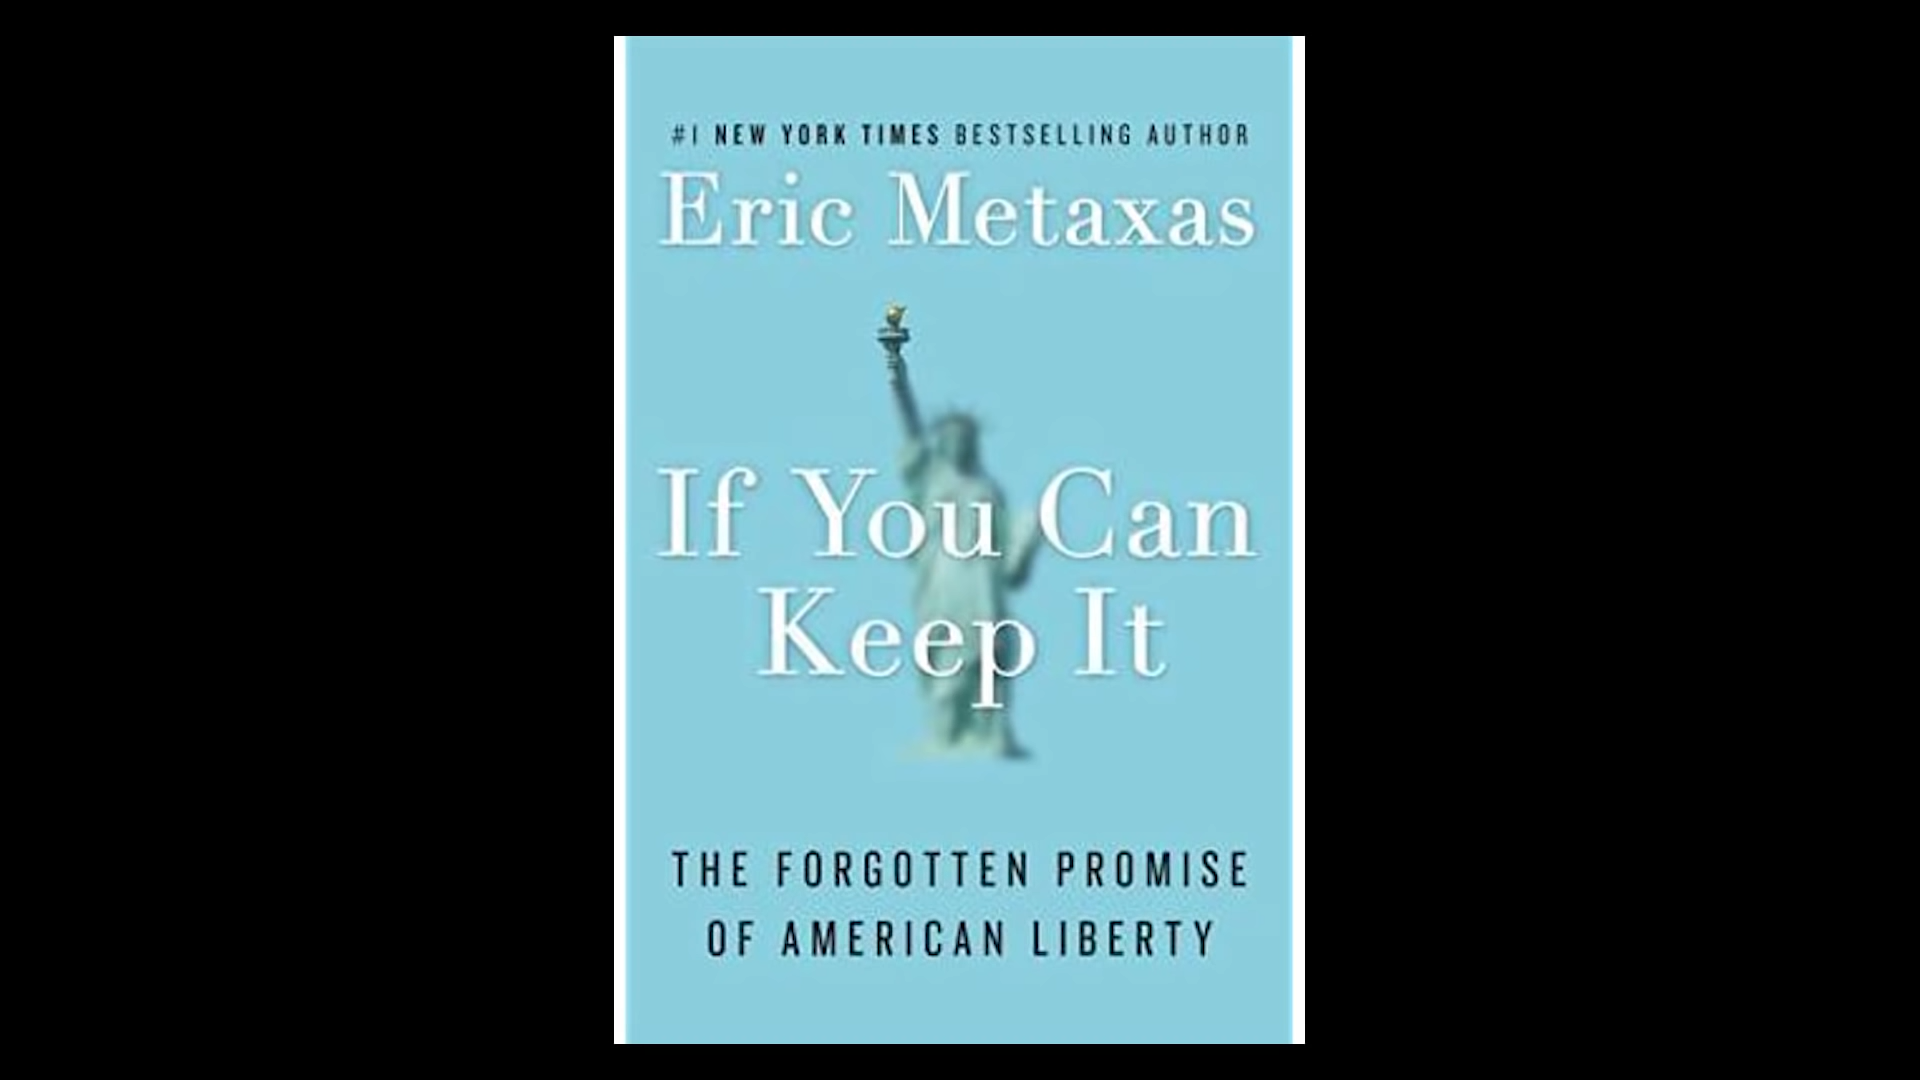 #1 NEW YORK TIMES BESTSELLING AUTHOR
Eric Metaxas
If You Can
Keep It
THE FORGOTTEN PROMISE
OF AMERICAN LIBERTY